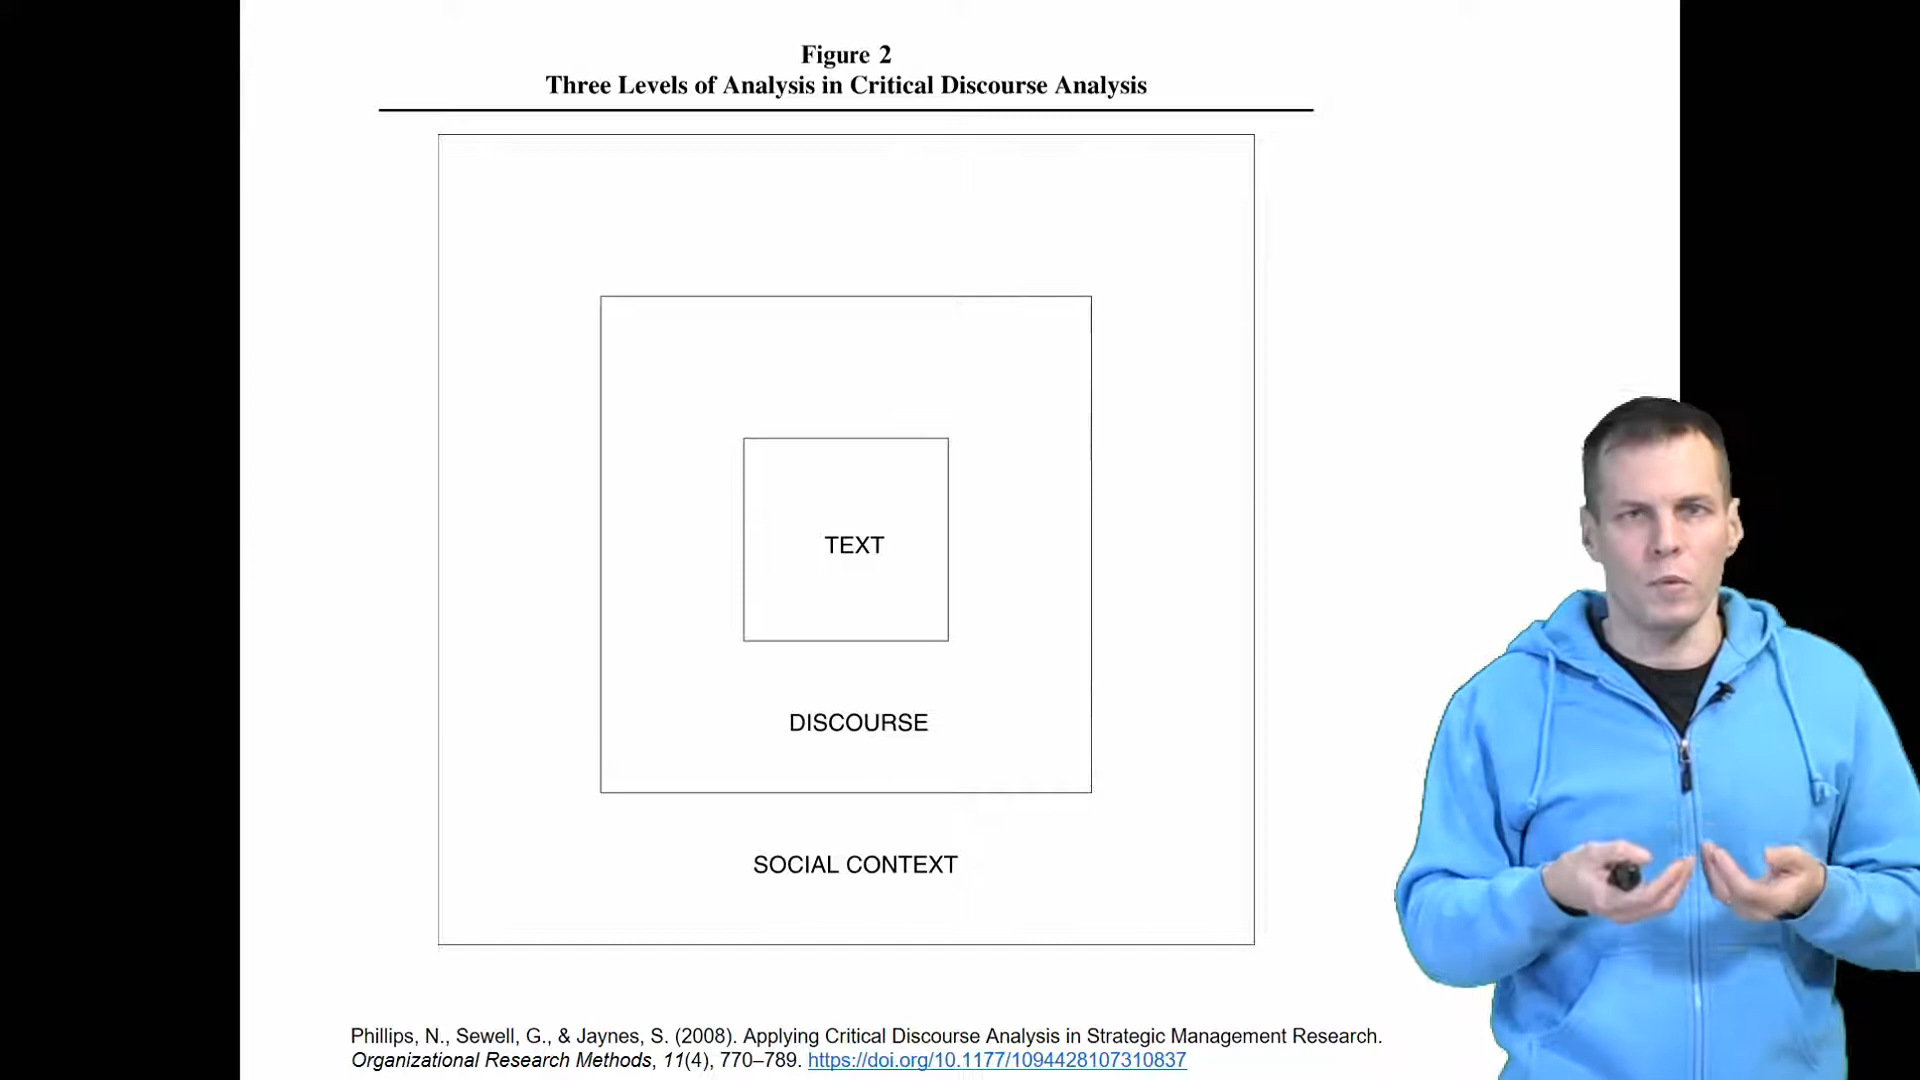 Figure 2
Three Levels of Analysis in Critical Discourse Analysis
TEXT
DISCOURSE
SOCIAL CONTEXT
Phillips, N., Sewell, G., & Jaynes, S. (2008). Applying Critical Discourse Analysis in Strategic Management Research.
Organizational Research Methods, 11(4), 770–789. https://doi.org/10.1177/1094428107310837